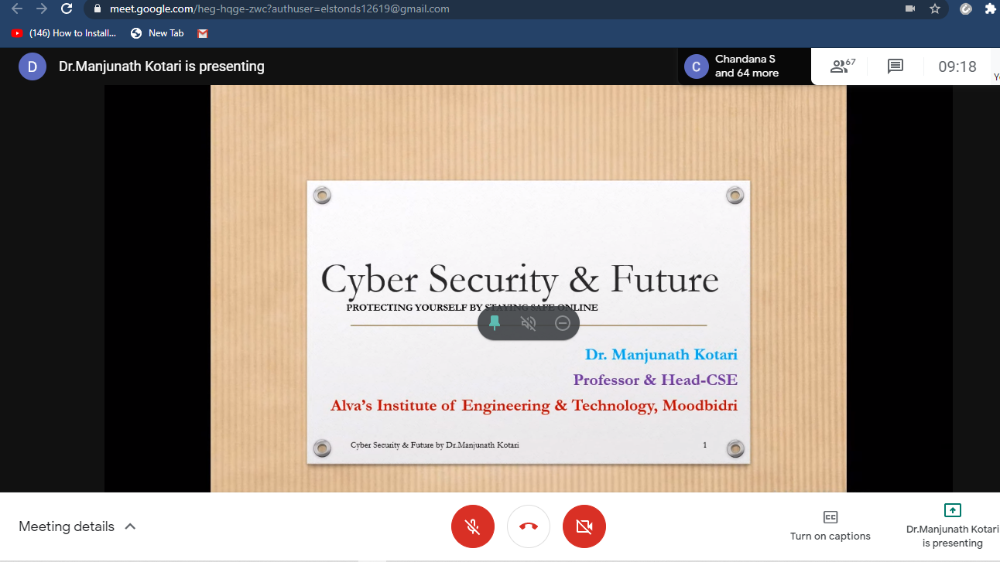 meet.google.com/heg-hqge-zwc?authuser=elstonds12619@gmail.com
(146) How to Install...
New Tab
D
Dr.Manjunath Kotari is presenting
C
Chandana S
and 64 more
67
09:18
Cyber Security & Future
PROTECTING YOURSELF BY STAYING SAFE ONLINE
Dr. Manjunath Kotari
Professor & Head-CSE
Alva's Institute of Engineering & Technology, Moodbidri
Cyber Security & Future by Dr.Manjunath Kotari
1
Meeting details
CC
Turn on captions
Dr.Manjunath Kotari
is presenting